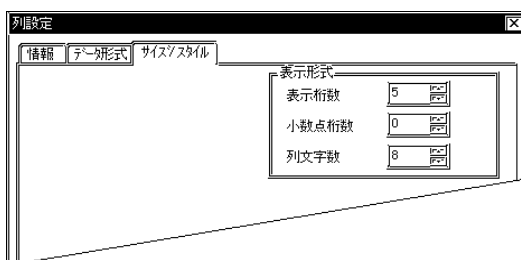 列設定
情報 データ形式 サイズ/スタイル
表示形式
表示桁数 5
小数点桁数 0
列文字数 8